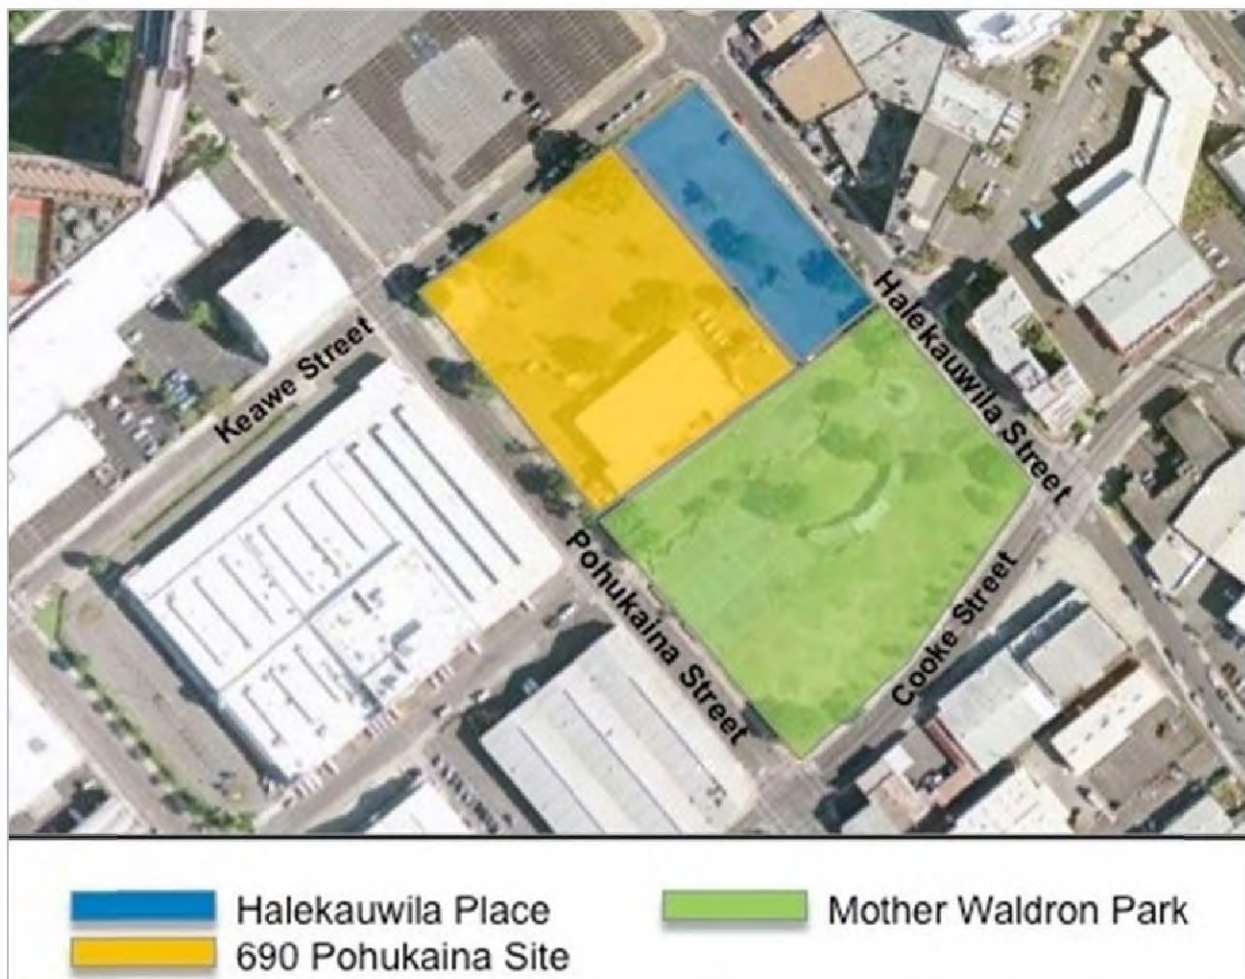 Keawe Street
Halekauwila Street
Pohukaina Street
Cooke Street
Halekauwila Place
Mother Waldron Park
690 Pohukaina Site